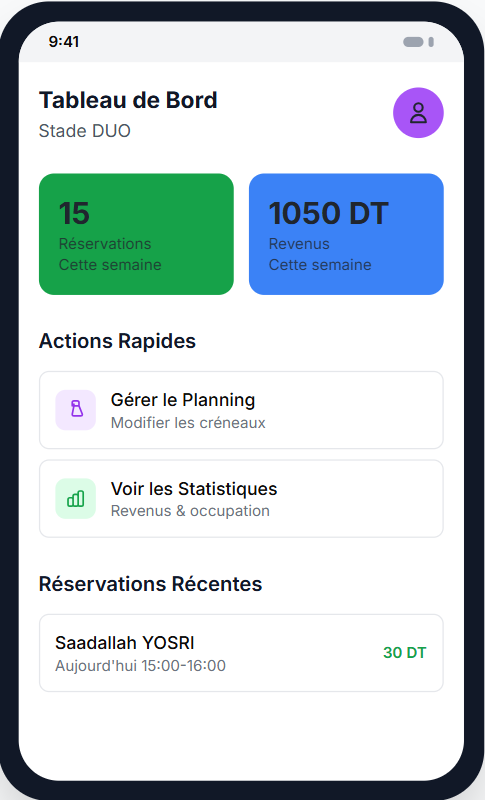 9:41
Tableau de Bord
Stade DUO
15
Réservations
Cette semaine
1050 DT
Revenus
Cette semaine
Actions Rapides
Gérer le Planning
Modifier les créneaux
Voir les Statistiques
Revenus & occupation
Réservations Récentes
Saadallah YOSRI
Aujourd'hui 15:00-16:00
30 DT